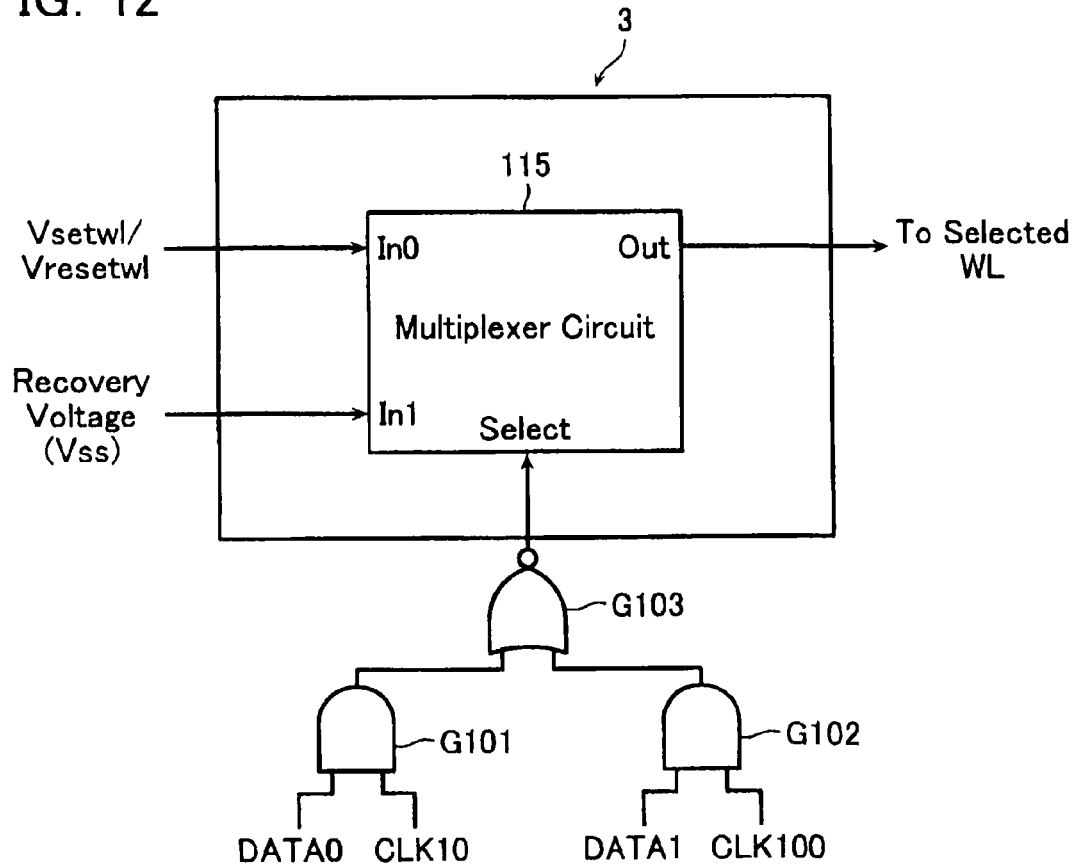 IG. 12
3
115
Vsetwl/
Vresetwl
In0
Out
To Selected
WL
Multiplexer Circuit
Recovery
Voltage
(Vss)
In1
Select
G103
G101
G102
DATA0 CLK10 DATA1 CLK100